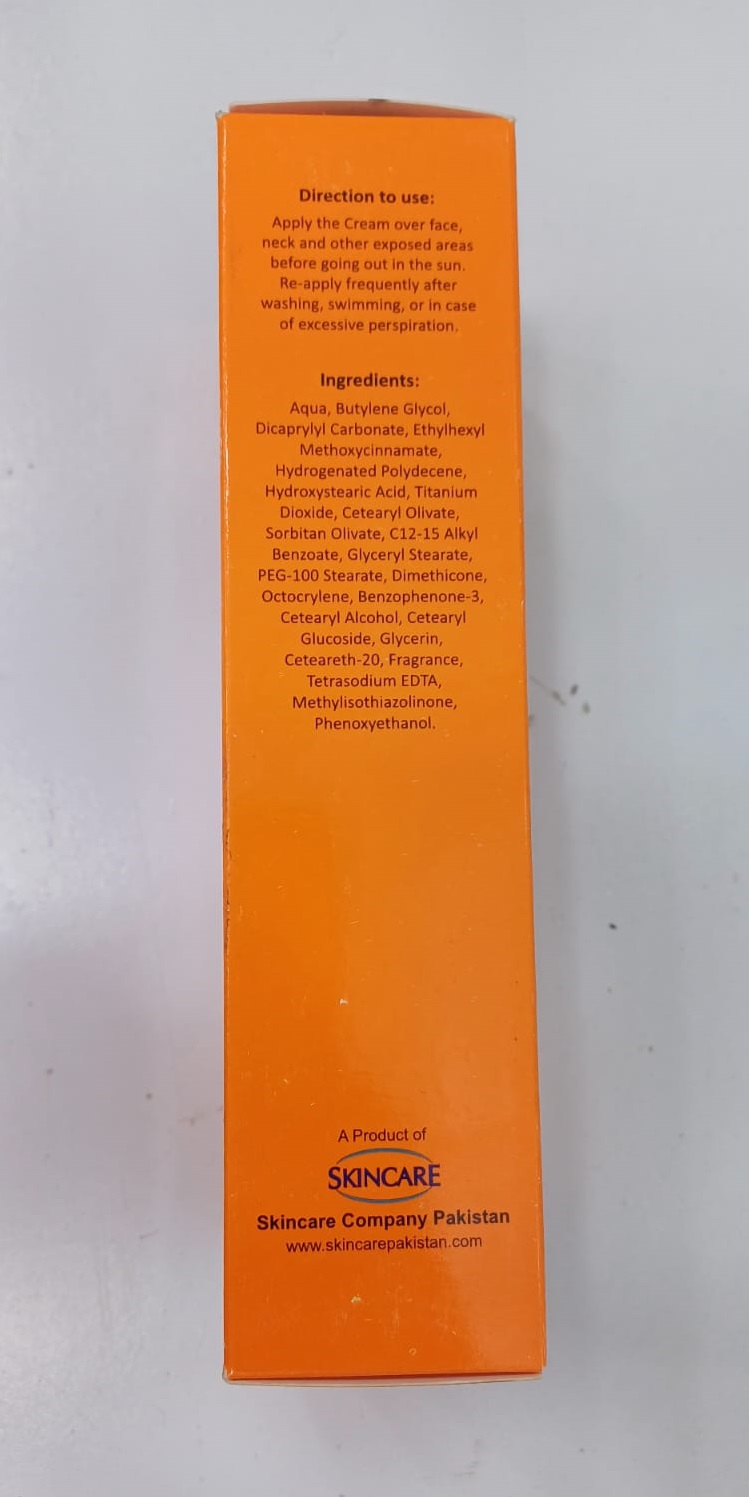 Direction to use:
Apply the Cream over face,
neck and other exposed areas
before going out in the sun.
Re-apply frequently after
washing, swimming, or in case
of excessive perspiration.
Ingredients:
Aqua, Butylene Glycol,
Dicaprylyl Carbonate, Ethylhexyl
Methoxycinnamate,
Hydrogenated Polydecene,
Hydroxystearic Acid, Titanium
Dioxide, Cetearyl Olivate,
Sorbitan Olivate, C12-15 Alkyl
Benzoate, Glyceryl Stearate,
PEG-100 Stearate, Dimethicone,
Octocrylene, Benzophenone-3,
Cetearyl Alcohol, Cetearyl
Glucoside, Glycerin,
Ceteareth-20, Fragrance,
Tetrasodium EDTA,
Methylisothiazolinone,
Phenoxyethanol.
A Product of
SKINCARE
Skincare Company Pakistan
www.skincarepakistan.com